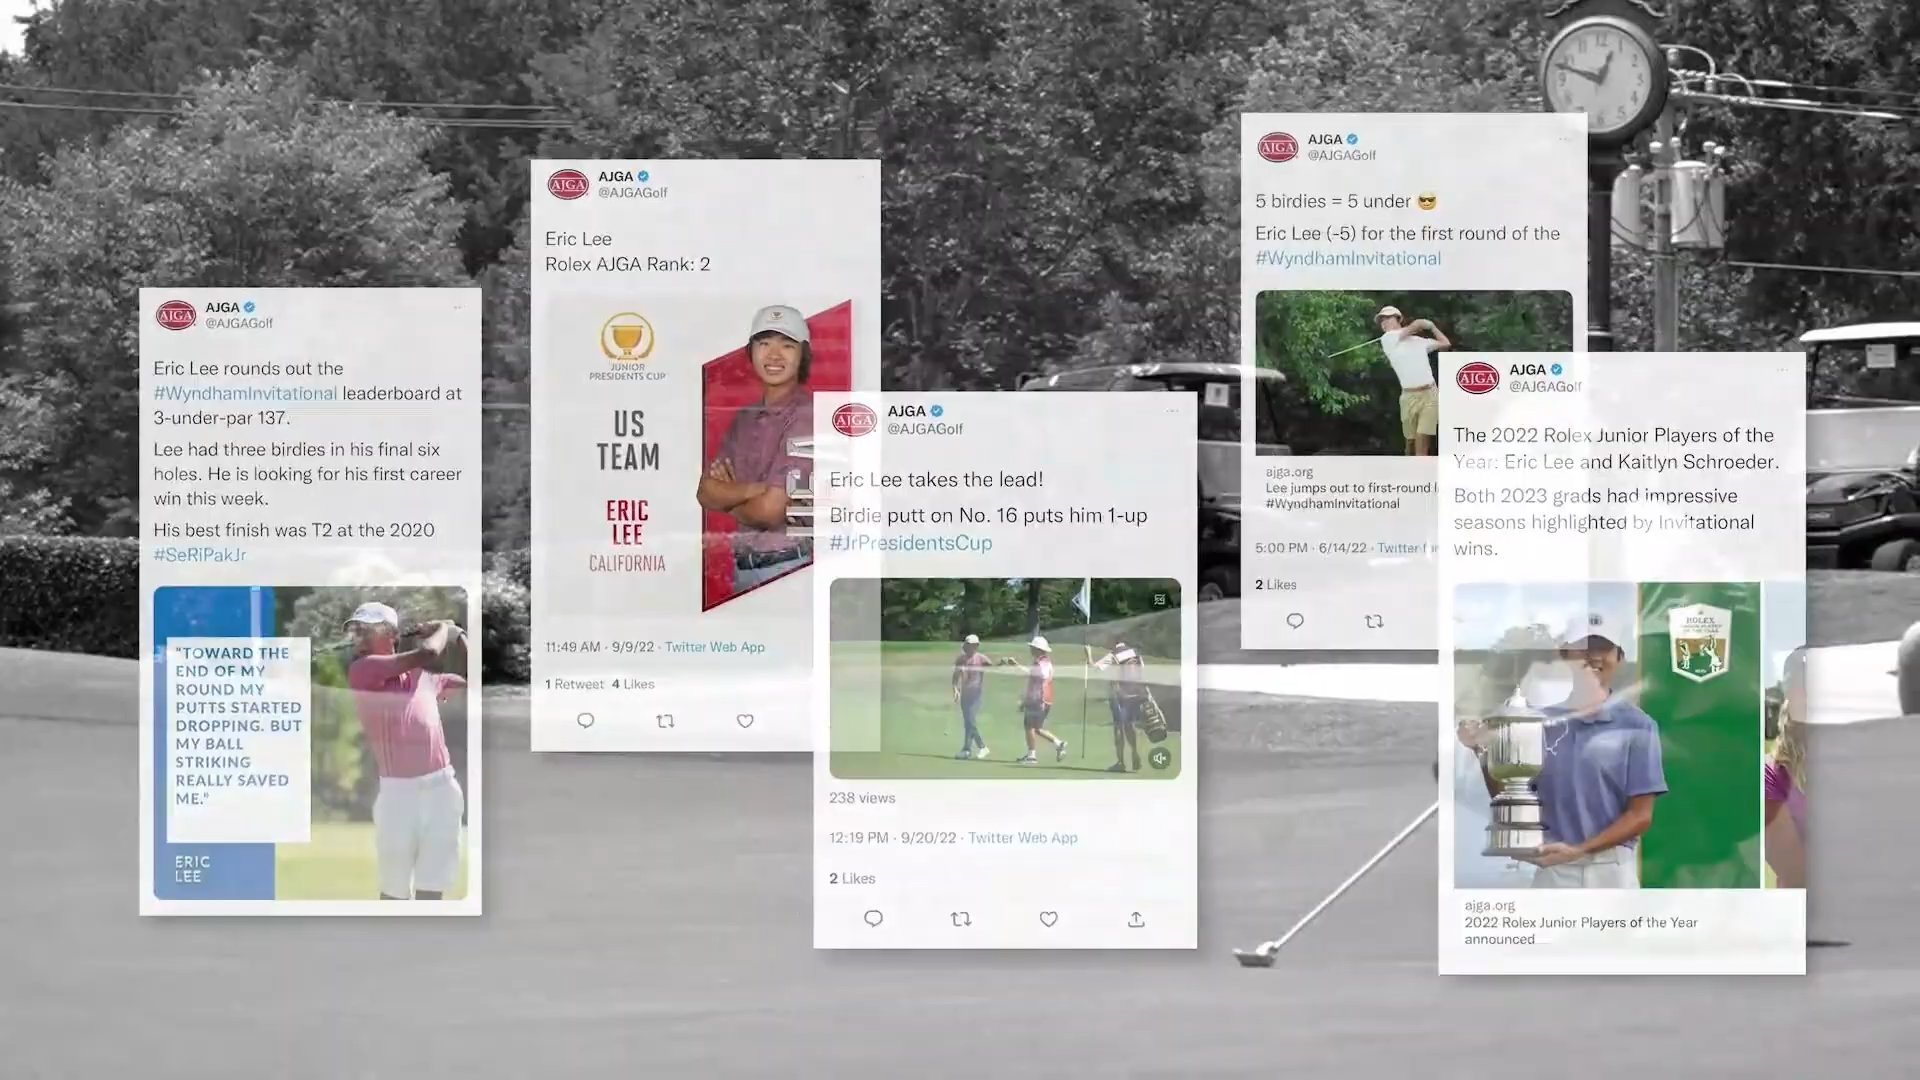 AJGA
AJGA
@AJGAGolf
Eric Lee rounds out the
#WyndhamInvitational leaderboard at
3-under-par 137.
Lee had three birdies in his final six
holes. He is looking for his first career
win this week.
His best finish was T2 at the 2020
#SeRiPakJr
"TOWARD THE
END OF MY
ROUND MY
PUTTS STARTED
DROPPING. BUT
MY BALL
STRIKING
REALLY SAVED
ME."
ERIC
LEE
AJGA
AJGA
@AJGAGolf
Eric Lee
Rolex AJGA Rank: 2
JUNIOR
PRESIDENTS CUP
US
TEAM
ERIC
LEE
CALIFORNIA
11:49 AM · 9/9/22 · Twitter Web App
1 Retweet 4 Likes
AJGA
AJGA
@AJGAGolf
Eric Lee takes the lead!
Birdie putt on No. 16 puts him 1-up
#JrPresidentsCup
238 views
12:19 PM · 9/20/22 · Twitter Web App
2 Likes
AJGA
AJGA
@AJGAGolf
5 birdies = 5 under 😎
Eric Lee (-5) for the first round of the
#WyndhamInvitational
ajga.org
Lee jumps out to first-round
#WyndhamInvitational
5:00 PM · 6/14/22 · Twitter
2 Likes
AJGA
AJGA
@AJGAGolf
The 2022 Rolex Junior Players of the
Year: Eric Lee and Kaitlyn Schroeder.
Both 2023 grads had impressive
seasons highlighted by Invitational
wins.
ROLEX
ajga.org
2022 Rolex Junior Players of the Year
announced